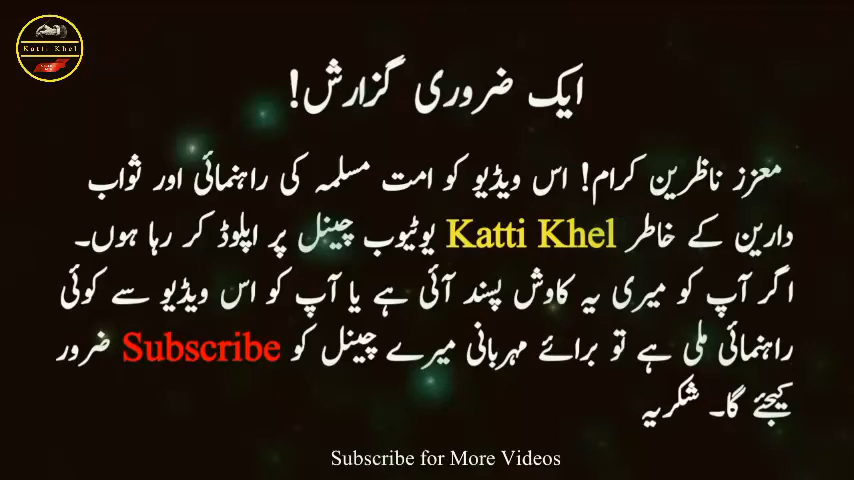 Katti Khel
ایک ضروری گزارش!
معزز ناظرین کرام! اس ویڈیو کو امت مسلمہ کی راہنمائی اور ثواب
دارین کے خاطر Katti Khel یوٹیوب چینل پر اپلوڈ کر رہا ہوں۔
اگر آپ کو میری یہ کاوش پسند آئی ہے یا آپ کو اس ویڈیو سے کوئی
راہنمائی ملی ہے تو برائے مہربانی میرے چینل کو Subscribe ضرور
کیجئے گا۔ شکریہ
Subscribe for More Videos